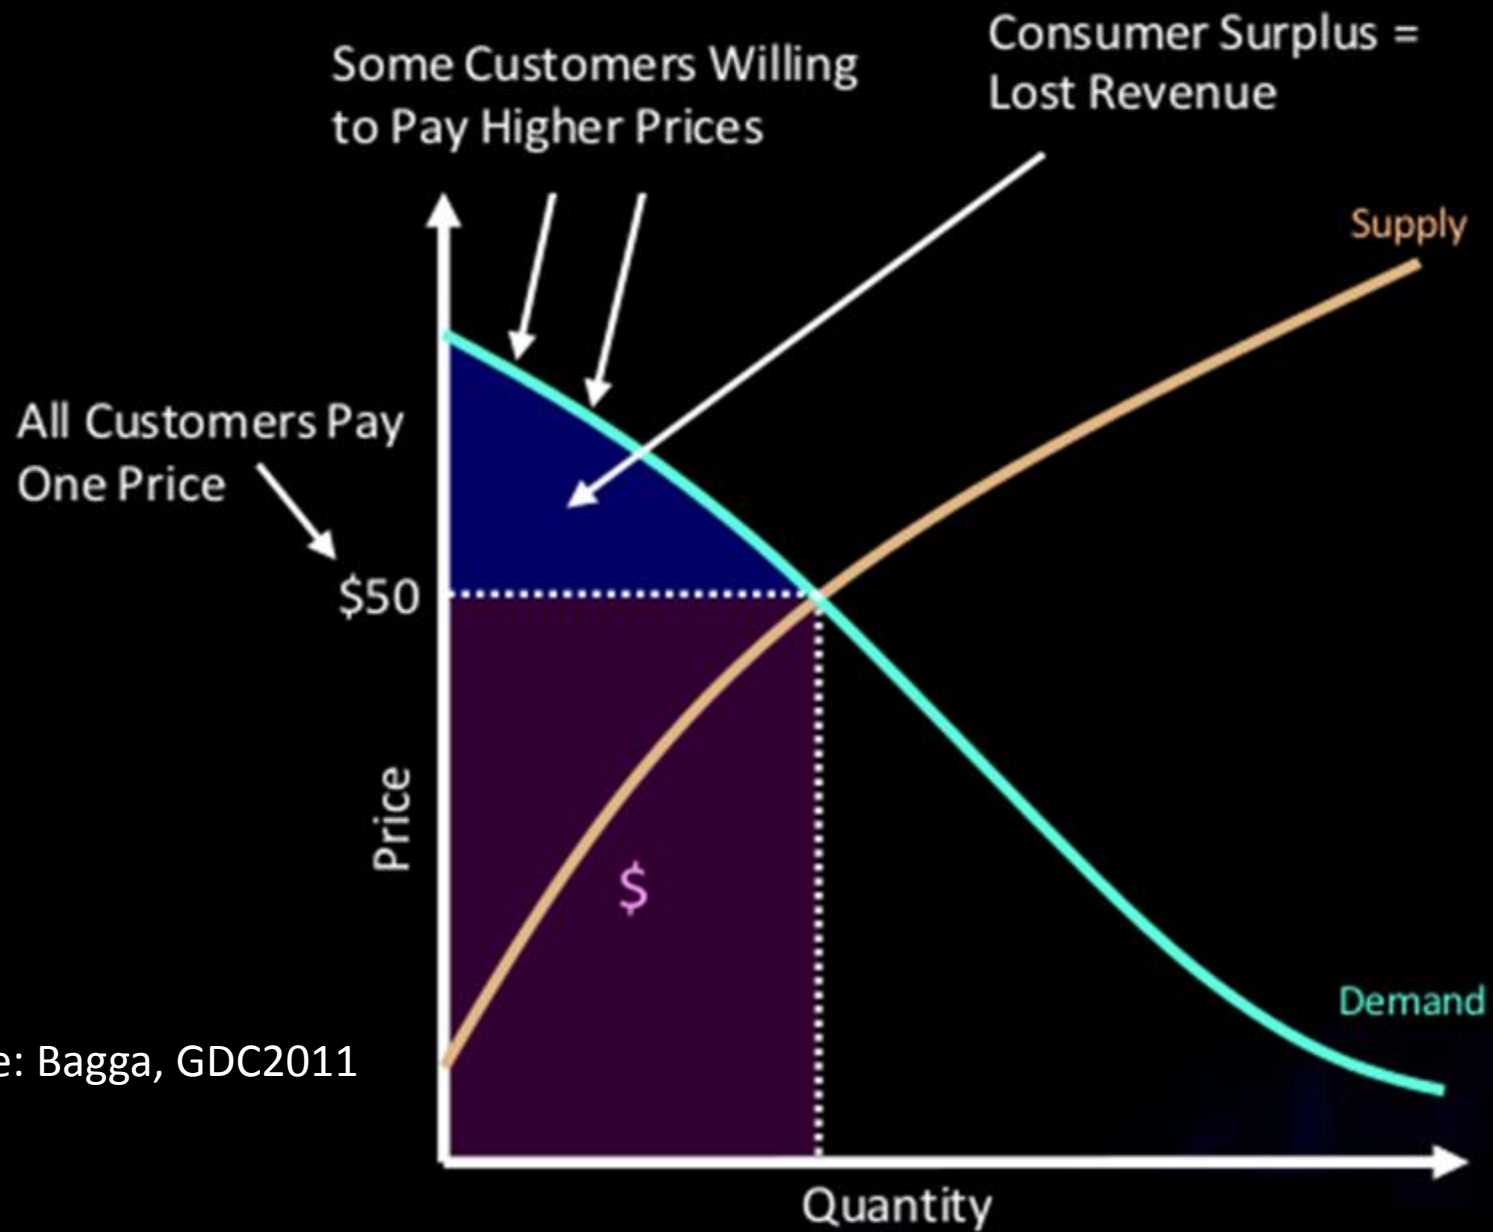 Some Customers Willing
to Pay Higher Prices
Consumer Surplus =
Lost Revenue
Supply
All Customers Pay
One Price
$50
Price
$
Demand
e: Bagga, GDC2011
Quantity